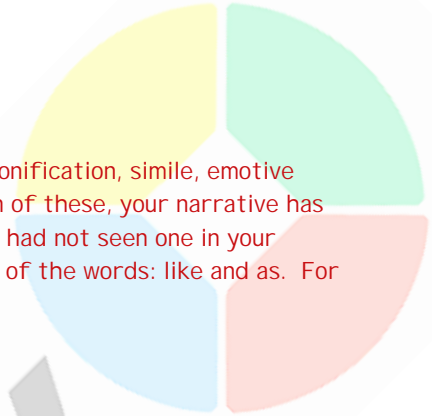 onification, simile, emotive
of these, your narrative has
had not seen one in your
of the words: like and as. For